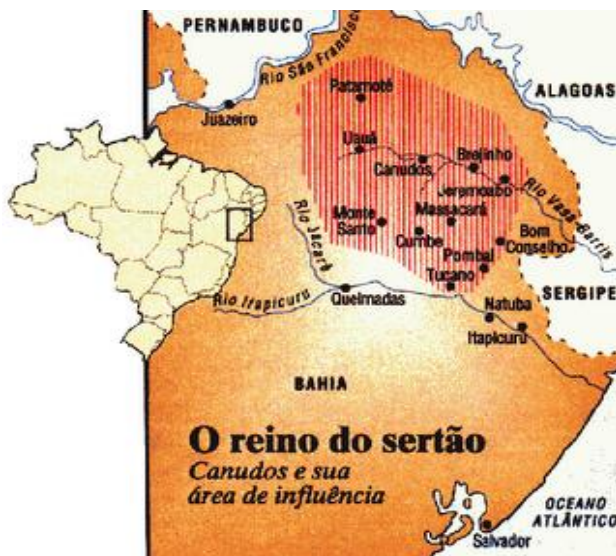 PERNAMBUCO
Rio São Francisco
ALAGOAS
Patamoté
Juazeiro
Uauá
Canudos
Brejinho
Jeremoabo
Rio Vasa Barris
Massacará
Monte
Santo
Cumbe
Bom
Conselho
Rio Jacaré
Pombal
Tucano
SERGIPE
Rio Itapicuru
Queimadas
Natuba
Itapicuru
BAHIA
O reino do sertão
Canudos e sua
área de influência
OCEANO
ATLÂNTICO
Salvador